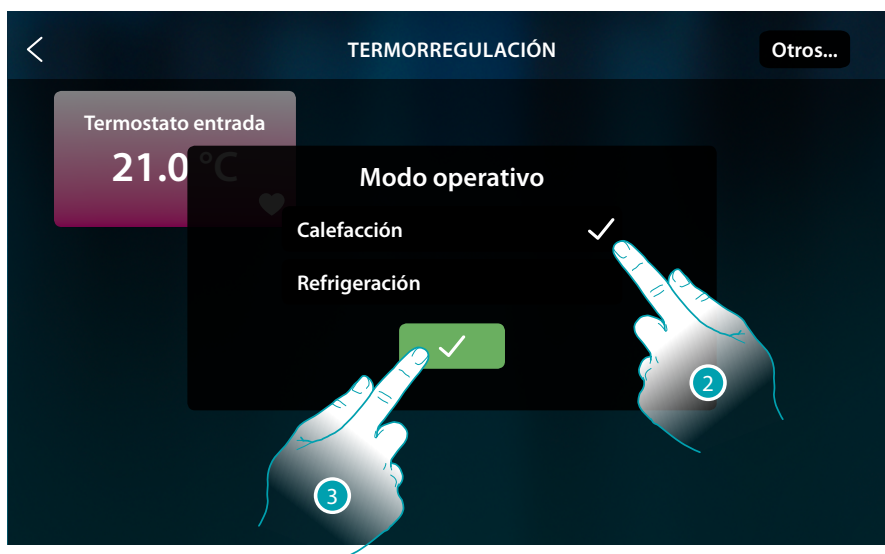 TERMORREGULACIÓN
Otros...
Termostato entrada
21.0 °C
Modo operativo
Calefacción
Refrigeración
2
3